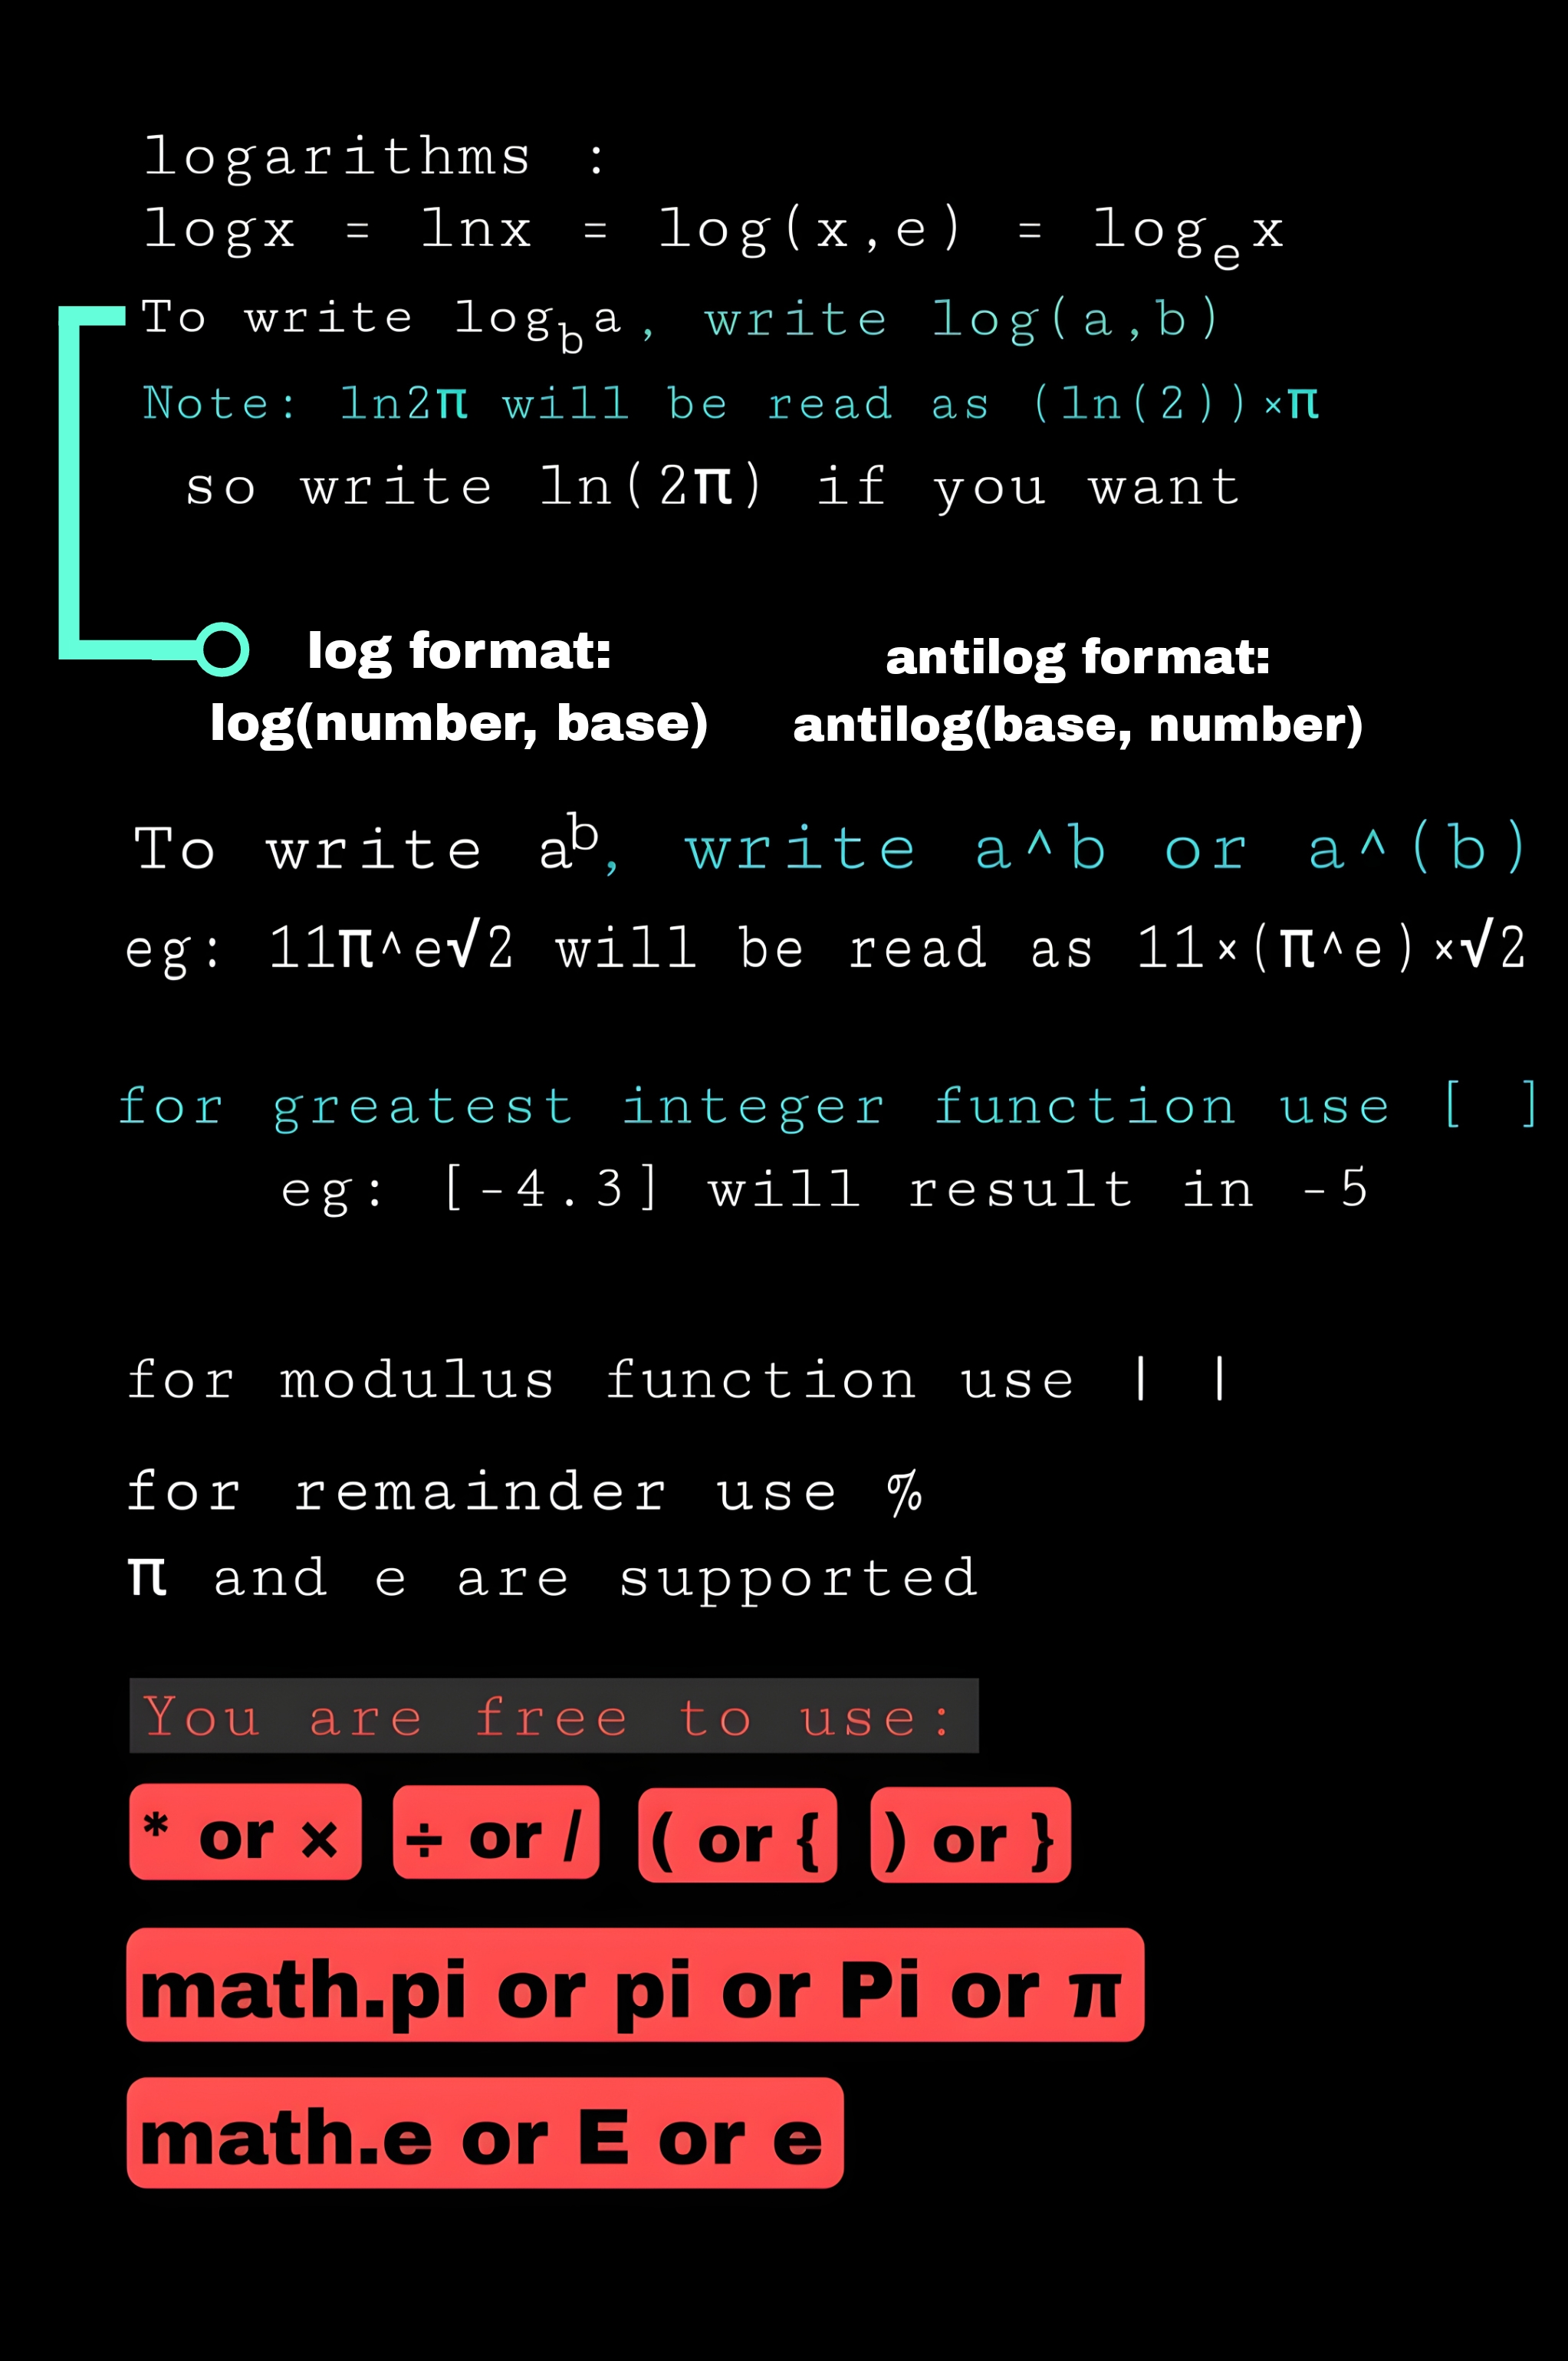 logarithms :
logx = lnx = log(x,e) = logₑx
To write log_b a, write log(a,b)
Note: ln2π will be read as (ln(2))×π
so write ln(2π) if you want
log format:
log(number, base)
antilog format:
antilog(base, number)
To write aᵇ, write a^b or a^(b)
eg: 11π^e√2 will be read as 11×(π^e)×√2
for greatest integer function use [ ]
eg: [-4.3] will result in -5
for modulus function use | |
for remainder use %
π and e are supported
You are free to use:
* or × ÷ or / ( or { ) or }
math.pi or pi or Pi or π
math.e or E or e